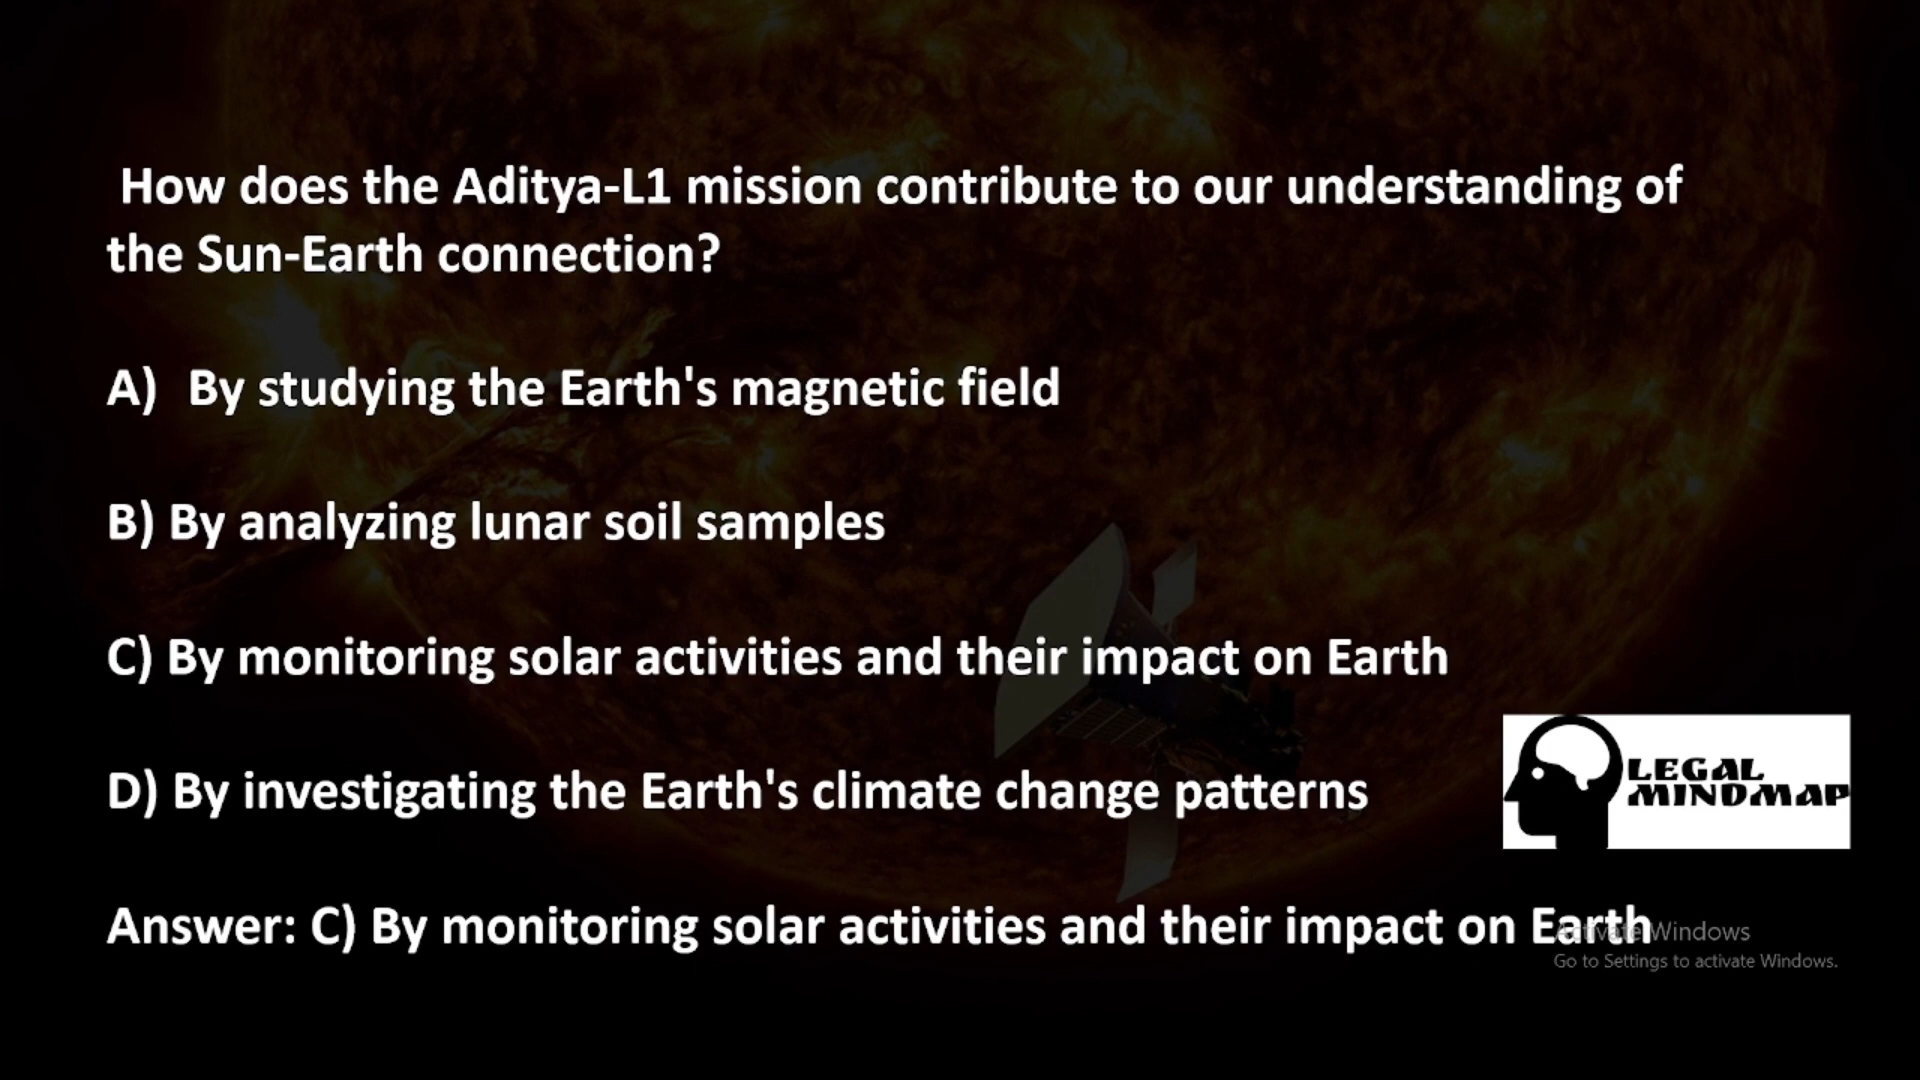 How does the Aditya-L1 mission contribute to our understanding of
the Sun-Earth connection?
A) By studying the Earth's magnetic field
B) By analyzing lunar soil samples
C) By monitoring solar activities and their impact on Earth
D) By investigating the Earth's climate change patterns
LEGAL
MINDMAP
Answer: C) By monitoring solar activities and their impact on Earth
Activate Windows
Go to Settings to activate Windows.